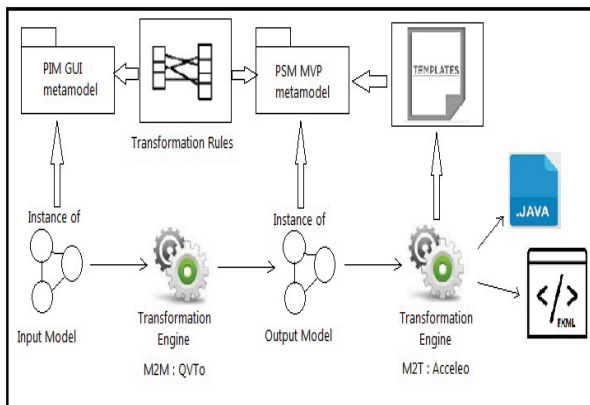 PIM GUI
metamodel
PSM MVP
metamodel
TEMPLATES
Transformation Rules
Instance of
Instance of
.JAVA
</>
FXML
Input Model
Transformation
Engine
M2M : QVTo
Output Model
Transformation
Engine
M2T : Acceleo